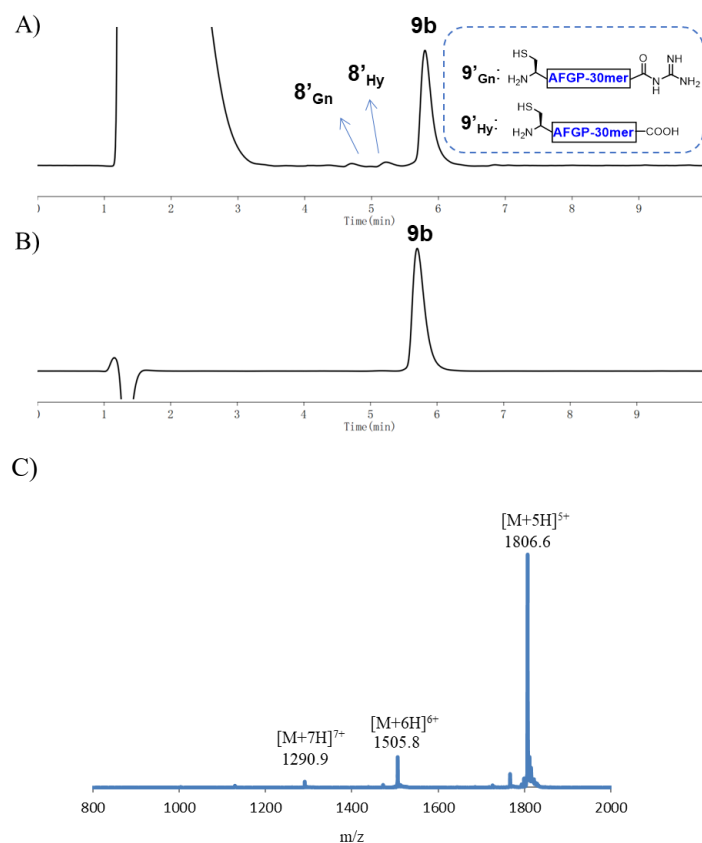 A)
9b
8’Hy
8’Gn
9’Gn:
HS
H2N
AFGP-30mer
O
NH
N
H
NH2
9’Hy:
HS
H2N
AFGP-30mer
COOH
0 1 2 3 4 5 6 7 8 9
Time(min)
B)
9b
0 1 2 3 4 5 6 7 8 9
Time(min)
C)
[M+5H]5+
1806.6
[M+6H]6+
1505.8
[M+7H]7+
1290.9
800 1000 1200 1400 1600 1800 2000
m/z